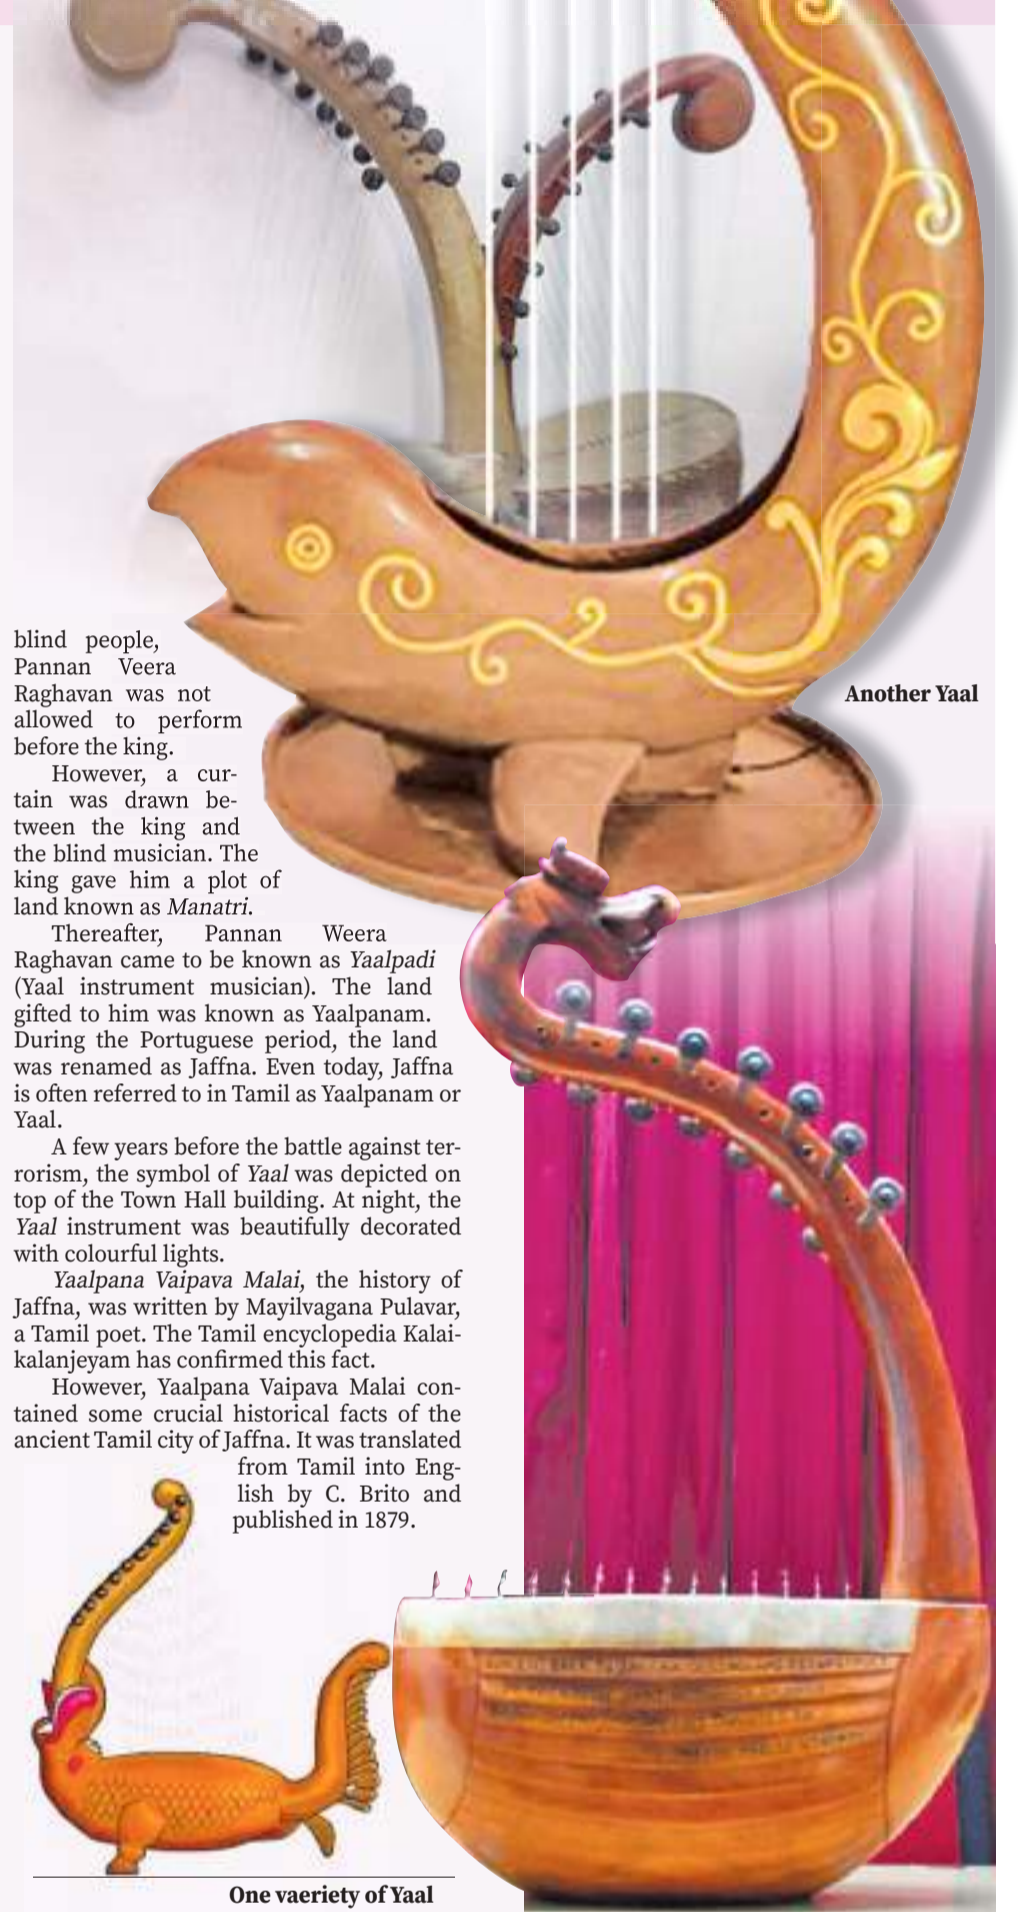 blind people,
Pannan Veera
Raghavan was not
allowed to perform
before the king.
However, a cur-
tain was drawn be-
tween the king and
the blind musician. The
king gave him a plot of
land known as Manatri.
Thereafter, Pannan Weera
Raghavan came to be known as Yaalpadi
(Yaal instrument musician). The land
gifted to him was known as Yaalpanam.
During the Portuguese period, the land
was renamed as Jaffna. Even today, Jaffna
is often referred to in Tamil as Yaalpanam or
Yaal.
A few years before the battle against ter-
rorism, the symbol of Yaal was depicted on
top of the Town Hall building. At night, the
Yaal instrument was beautifully decorated
with colourful lights.
Yaalpana Vaipava Malai, the history of
Jaffna, was written by Mayilvagana Pulavar,
a Tamil poet. The Tamil encyclopedia Kalai-
kalanjeyam has confirmed this fact.
However, Yaalpana Vaipava Malai con-
tained some crucial historical facts of the
ancient Tamil city of Jaffna. It was translated
from Tamil into Eng-
lish by C. Brito and
published in 1879.
Another Yaal
One vaeriety of Yaal